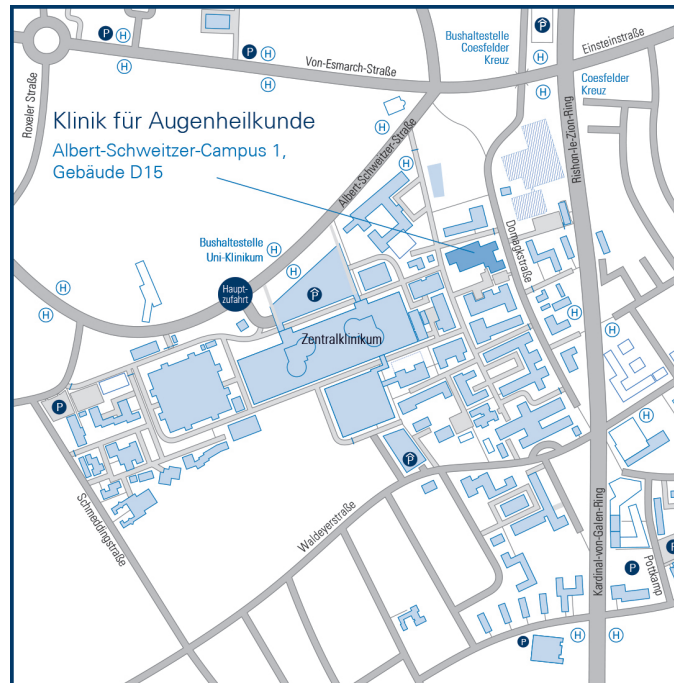 P
H
H
P
H
H
Von-Esmarch-Straße
Bushaltestelle
Coesfelder
Kreuz
P
H
H
Einsteinstraße
Coesfelder
Kreuz
Roxeler Straße
Rishon-le-Zion-Ring
Klinik für Augenheilkunde
Albert-Schweitzer-Campus 1,
Gebäude D15
H
H
Albert-Schweitzer-Straße
Domagkstraße
Bushaltestelle
Uni-Klinikum
H
H
H
H
Haupt-
zufahrt
P
H
H
Zentralklinikum
P
H
P
Schmeddingstraße
Waldeyerstraße
H
Kardinal-von-Galen-Ring
Pottkamp
P
P
P
H
H